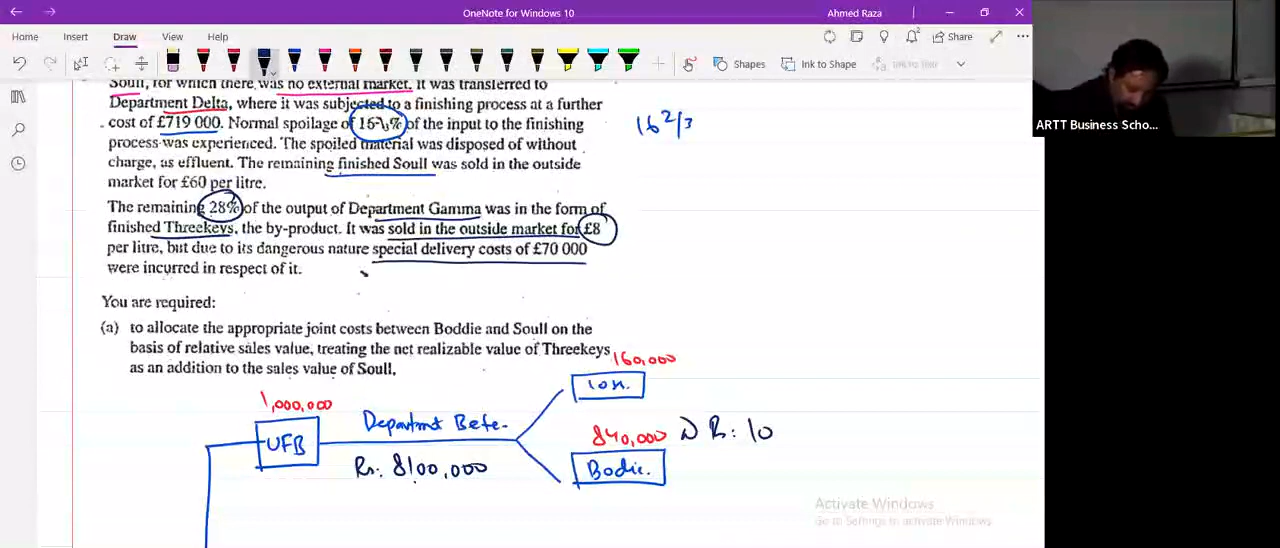 OneNote for Windows 10
Ahmed Raza
Home Insert Draw View Help
Share
Shapes Ink to Shape Ink to Math
Soull, for which there was no external market. It was transferred to
Department Delta, where it was subjected to a finishing process at a further
cost of £719 000. Normal spoilage of 16⅔% of the input to the finishing
16 2/3
process was experienced. The spoiled material was disposed of without
charge, as effluent. The remaining finished Soull was sold in the outside
market for £60 per litre.
The remaining 28% of the output of Department Gamma was in the form of
finished Threekeys, the by-product. It was sold in the outside market for £8
per litre, but due to its dangerous nature special delivery costs of £70 000
were incurred in respect of it.
You are required:
(a) to allocate the appropriate joint costs between Boddie and Soull on the
basis of relative sales value, treating the net realizable value of Threekeys
as an addition to the sales value of Soull.
160,000
1,000,000
Department Beta.
840,000
Rs: 10
UFB
Rs: 8100,000
Bodie.
Activate Windows
Go to Settings to activate Windows.
ARTT Business Scho...